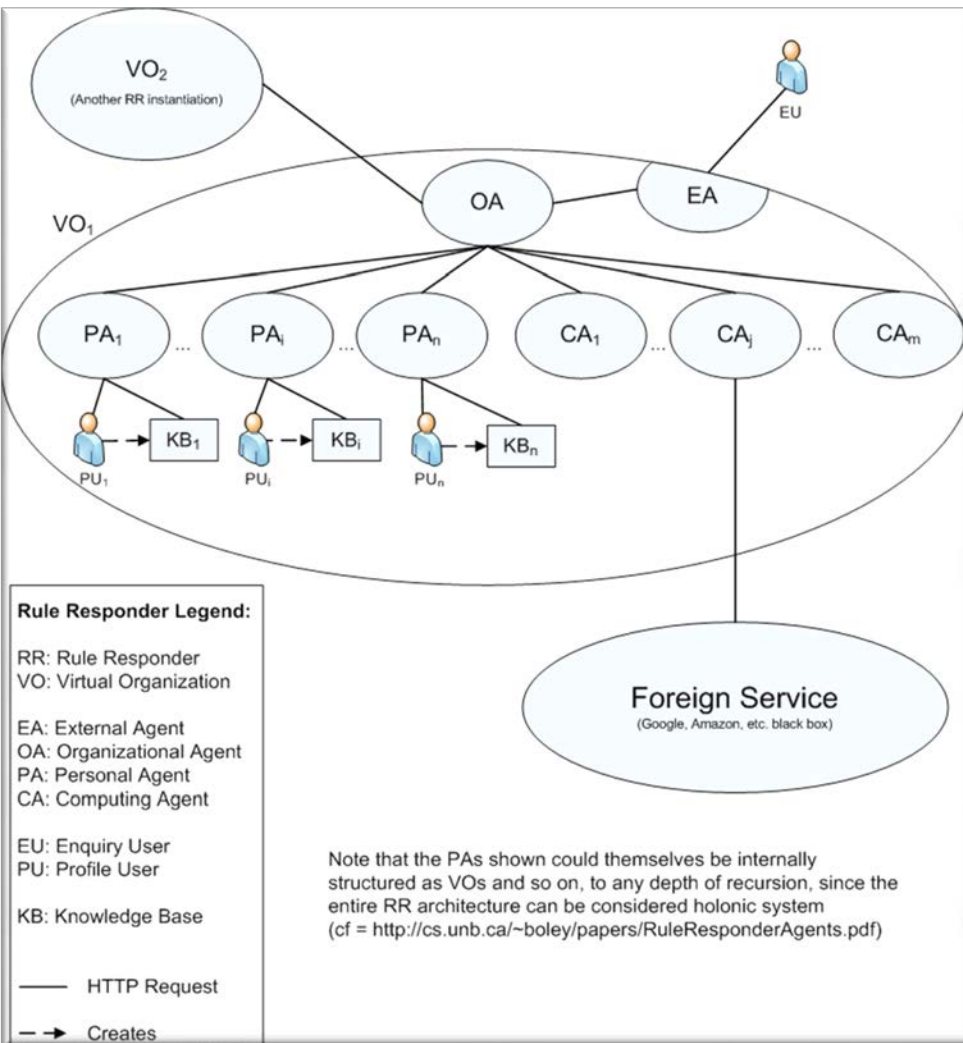 VO₂
(Another RR instantiation)
EU
OA
EA
VO₁
PA₁
...
PAᵢ
...
PAₙ
CA₁
...
CAⱼ
...
CAₘ
KB₁
KBᵢ
KBₙ
PU₁
PUᵢ
PUₙ
Rule Responder Legend:
RR: Rule Responder
VO: Virtual Organization
EA: External Agent
OA: Organizational Agent
PA: Personal Agent
CA: Computing Agent
EU: Enquiry User
PU: Profile User
KB: Knowledge Base
HTTP Request
Creates
Foreign Service
(Google, Amazon, etc. black box)
Note that the PAs shown could themselves be internally
structured as VOs and so on, to any depth of recursion, since the
entire RR architecture can be considered holonic system
(cf = http://cs.unb.ca/~boley/papers/RuleResponderAgents.pdf)